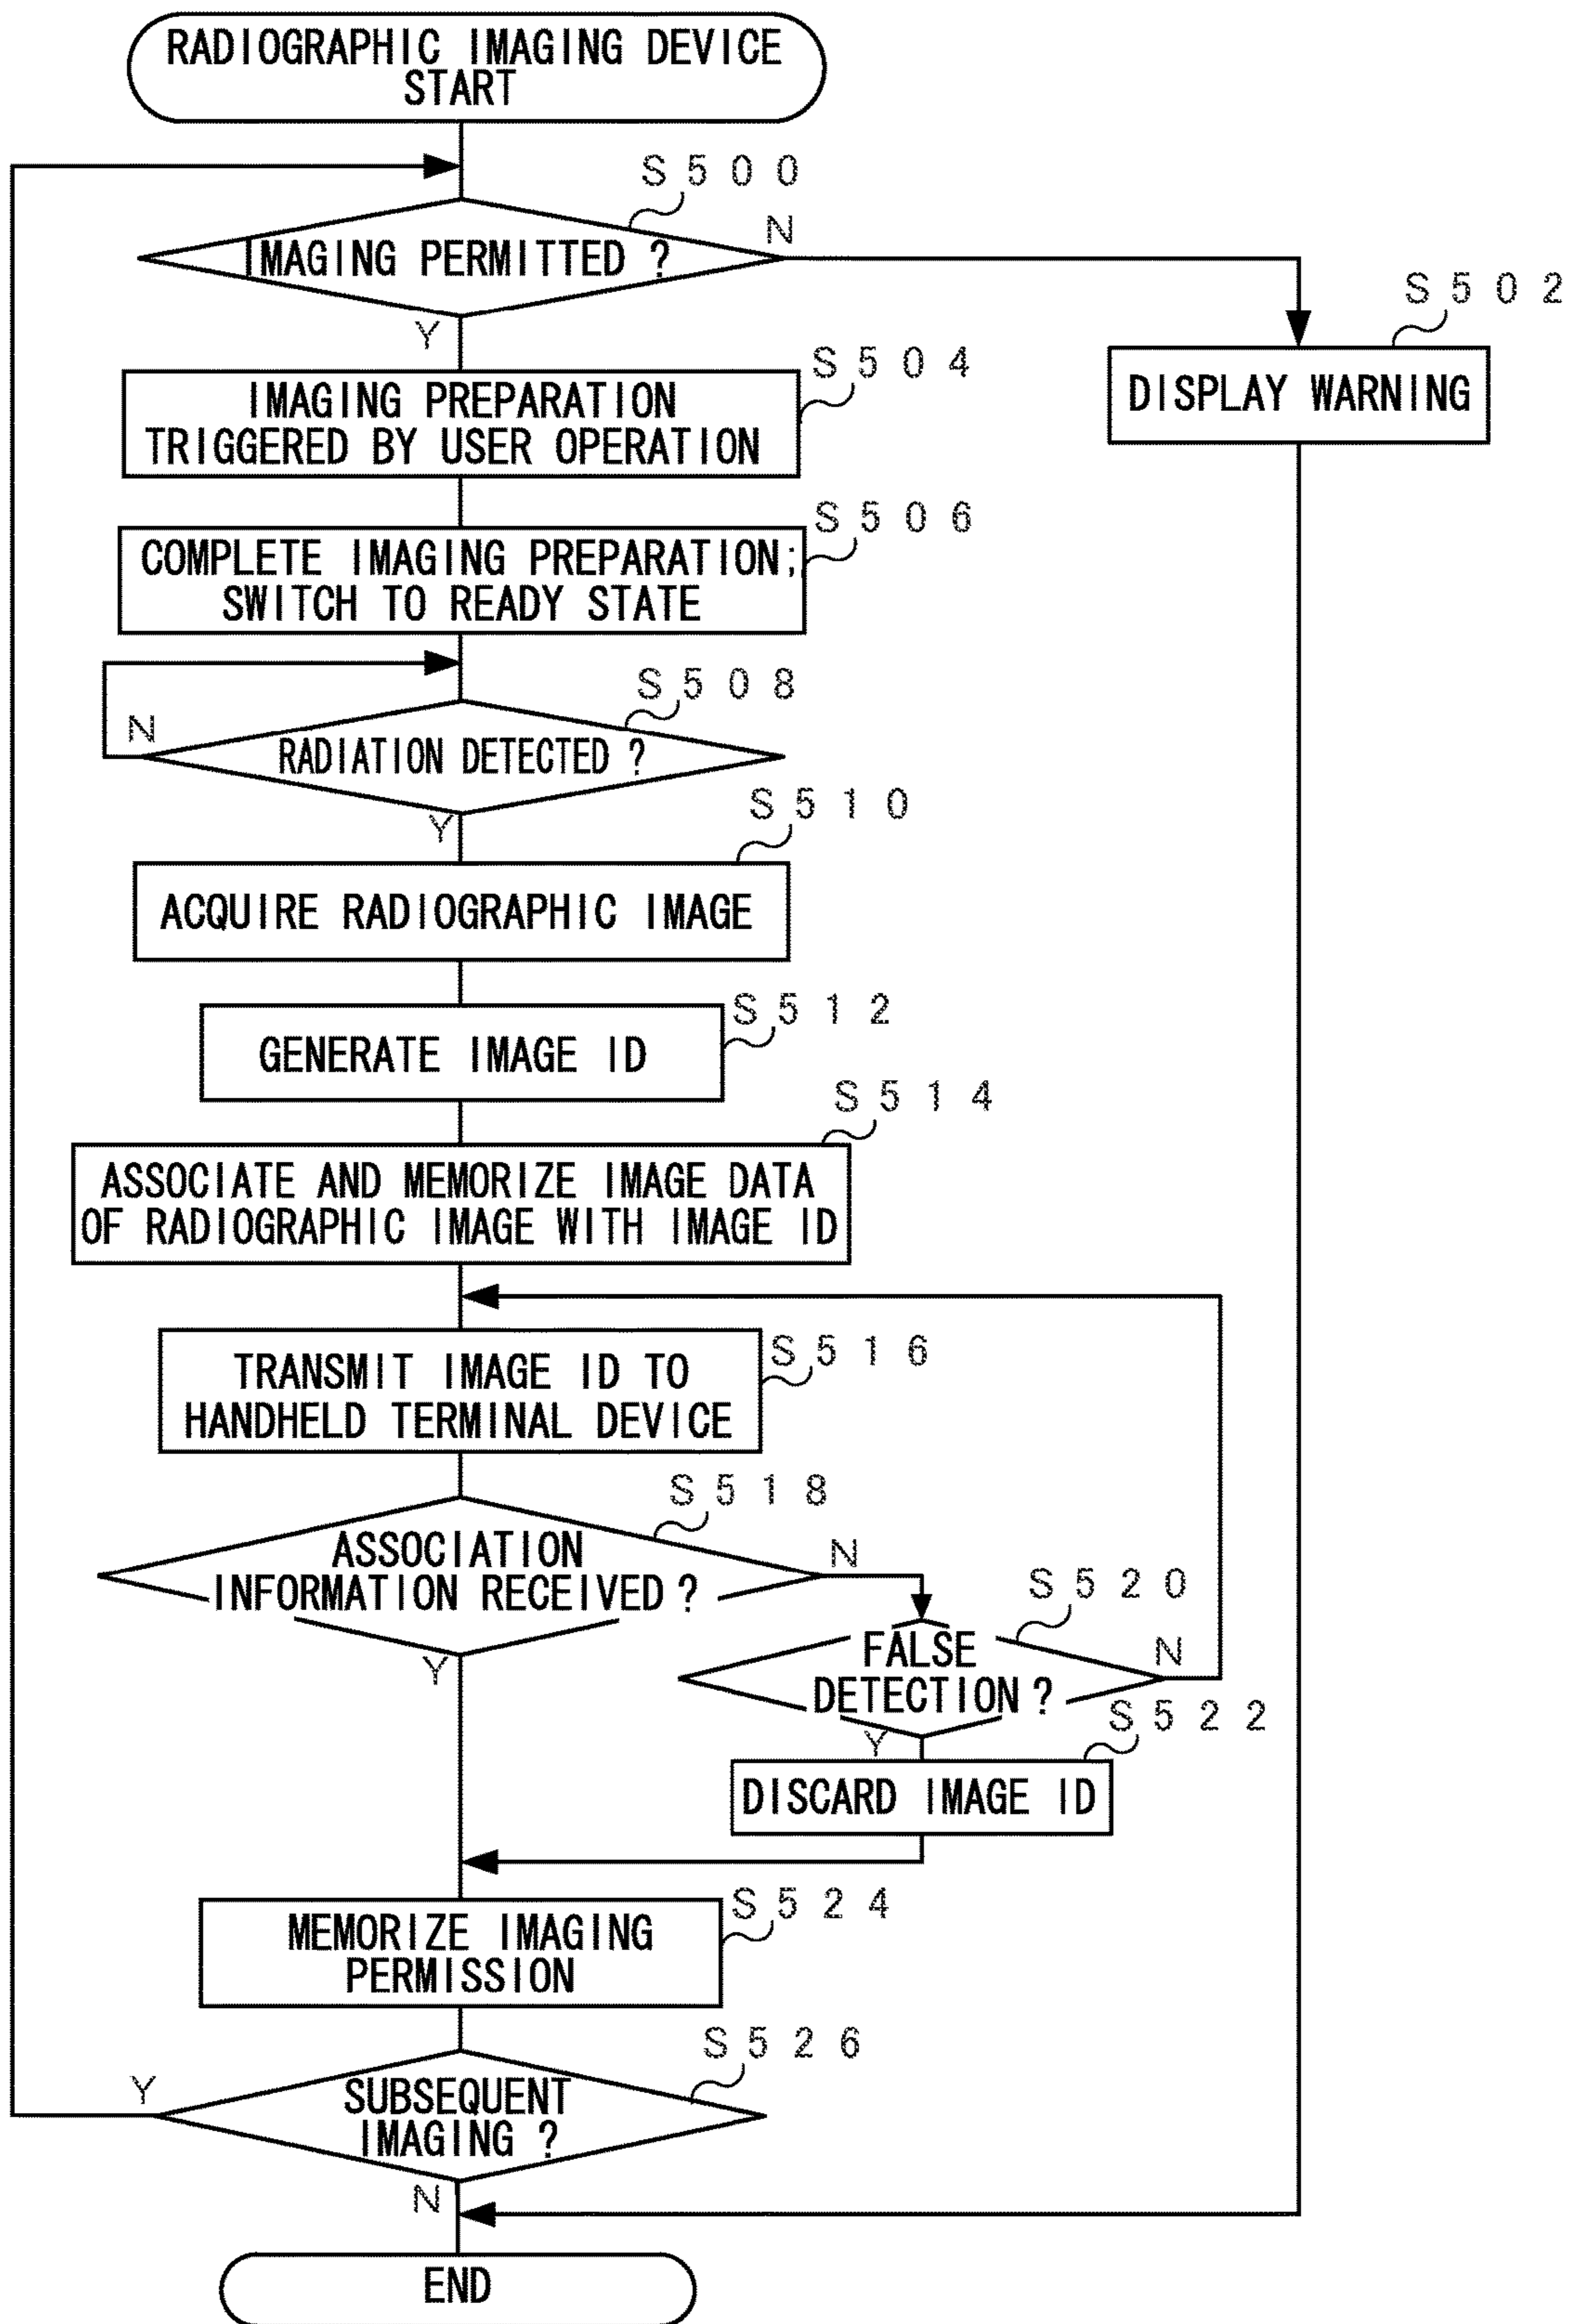 RADIOGRAPHIC IMAGING DEVICE
START
S500
IMAGING PERMITTED ?
N
Y
S502
DISPLAY WARNING
S504
IMAGING PREPARATION
TRIGGERED BY USER OPERATION
S506
COMPLETE IMAGING PREPARATION;
SWITCH TO READY STATE
S508
N
RADIATION DETECTED ?
Y
S510
ACQUIRE RADIOGRAPHIC IMAGE
S512
GENERATE IMAGE ID
S514
ASSOCIATE AND MEMORIZE IMAGE DATA
OF RADIOGRAPHIC IMAGE WITH IMAGE ID
S516
TRANSMIT IMAGE ID TO
HANDHELD TERMINAL DEVICE
S518
ASSOCIATION
INFORMATION RECEIVED ?
N
Y
S520
FALSE
DETECTION ?
N
Y
S522
DISCARD IMAGE ID
S524
MEMORIZE IMAGING
PERMISSION
S526
Y
SUBSEQUENT
IMAGING ?
N
END